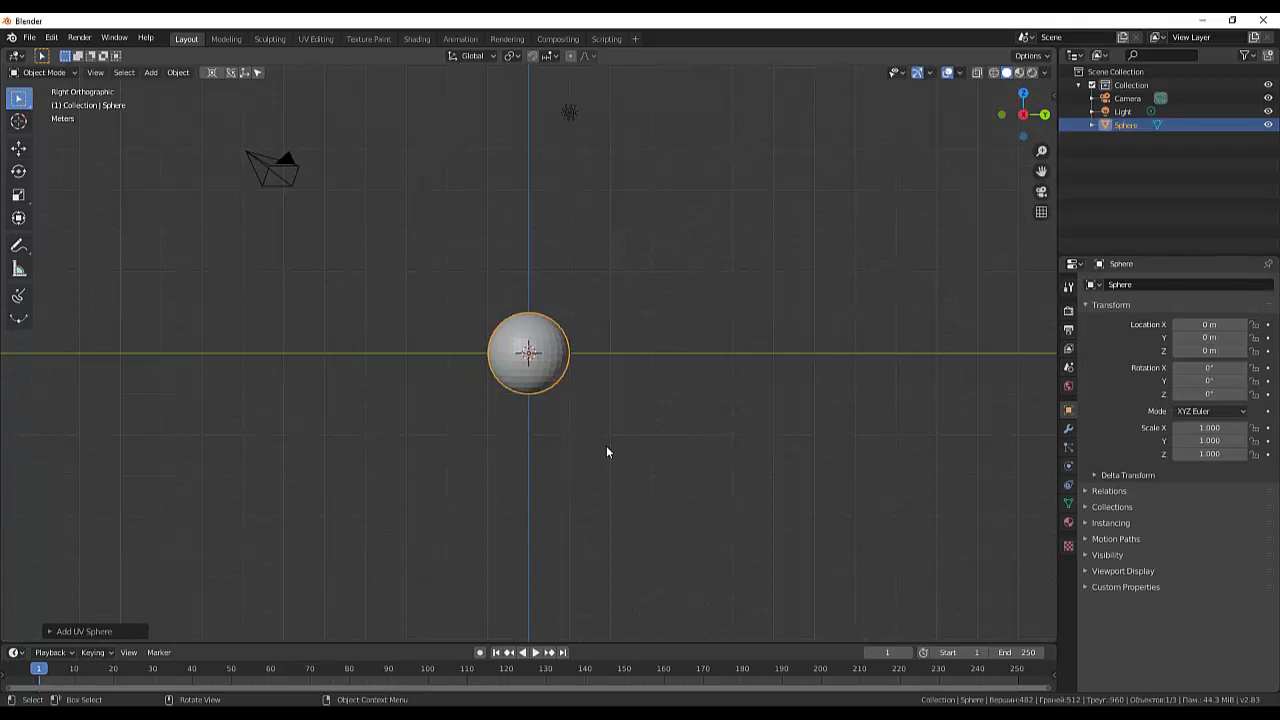 Blender
File Edit Render Window Help Layout Modeling Sculpting UV Editing Texture Paint Shading Animation Rendering Compositing Scripting + Scene View Layer
Global Options
Object Mode View Select Add Object
Right Orthographic
(1) Collection | Sphere
Meters
Z
X
Y
Scene Collection
Collection
Camera
Light
Sphere
Sphere
Sphere
Transform
Location X 0 m
Y 0 m
Z 0 m
Rotation X 0°
Y 0°
Z 0°
Mode XYZ Euler
Scale X 1.000
Y 1.000
Z 1.000
Delta Transform
Relations
Collections
Instancing
Motion Paths
Visibility
Viewport Display
Custom Properties
Add UV Sphere
Playback Keying View Marker 1 Start 1 End 250
1 10 20 30 40 50 60 70 80 90 100 110 120 130 140 150 160 170 180 190 200 210 220 230 240 250
Select Box Select Rotate View Object Context Menu Collection | Sphere | Вершин:482 | Граней:512 | Треуг.:960 | Объектов:1/3 | Пам.: 44.3 MiB | v2.83